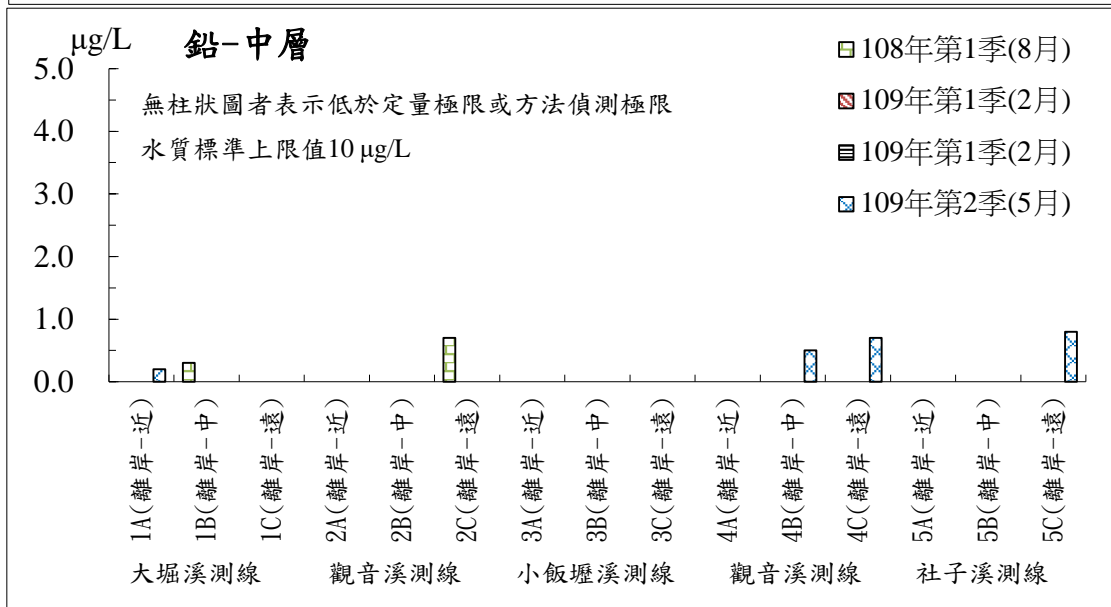 μg/L 鉛-中層
5.0
4.0
3.0
2.0
1.0
0.0
無柱狀圖者表示低於定量極限或方法偵測極限
水質標準上限值10 μg/L
108年第1季(8月)
109年第1季(2月)
109年第1季(2月)
109年第2季(5月)
1A(離岸-近)
1B(離岸-中)
1C(離岸-遠)
2A(離岸-近)
2B(離岸-中)
2C(離岸-遠)
3A(離岸-近)
3B(離岸-中)
3C(離岸-遠)
4A(離岸-近)
4B(離岸-中)
4C(離岸-遠)
5A(離岸-近)
5B(離岸-中)
5C(離岸-遠)
大堀溪測線 觀音溪測線 小飯壢溪測線 觀音溪測線 社子溪測線